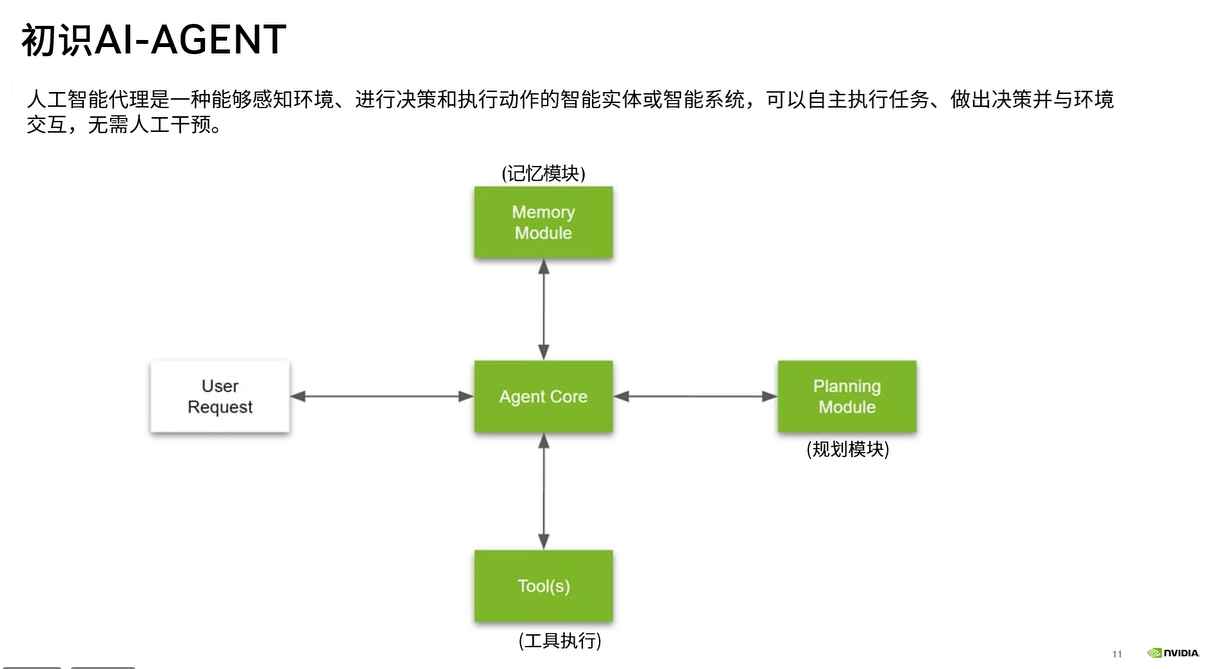 初识AI-AGENT
人工智能代理是一种能够感知环境、进行决策和执行动作的智能实体或智能系统，可以自主执行任务、做出决策并与环境
交互，无需人工干预。
(记忆模块)
Memory
Module
User
Request
Agent Core
Planning
Module
(规划模块)
Tool(s)
(工具执行)
11
NVIDIA.